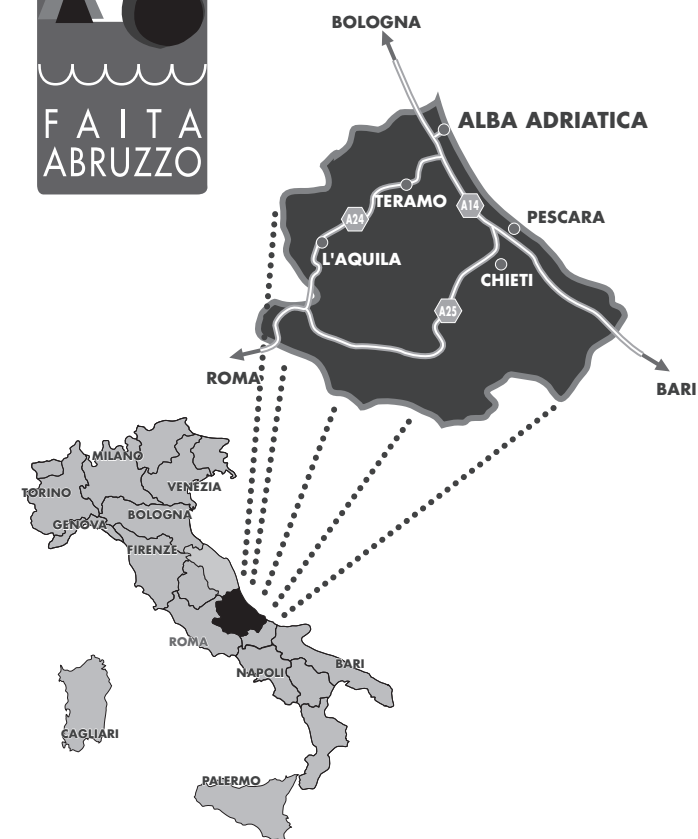 FAITA
ABRUZZO
BOLOGNA
ALBA ADRIATICA
TERAMO
A14
A24
PESCARA
L'AQUILA
CHIETI
A25
ROMA
BARI
MILANO
TORINO
VENEZIA
GENOVA
BOLOGNA
FIRENZE
ROMA
NAPOLI
BARI
CAGLIARI
PALERMO